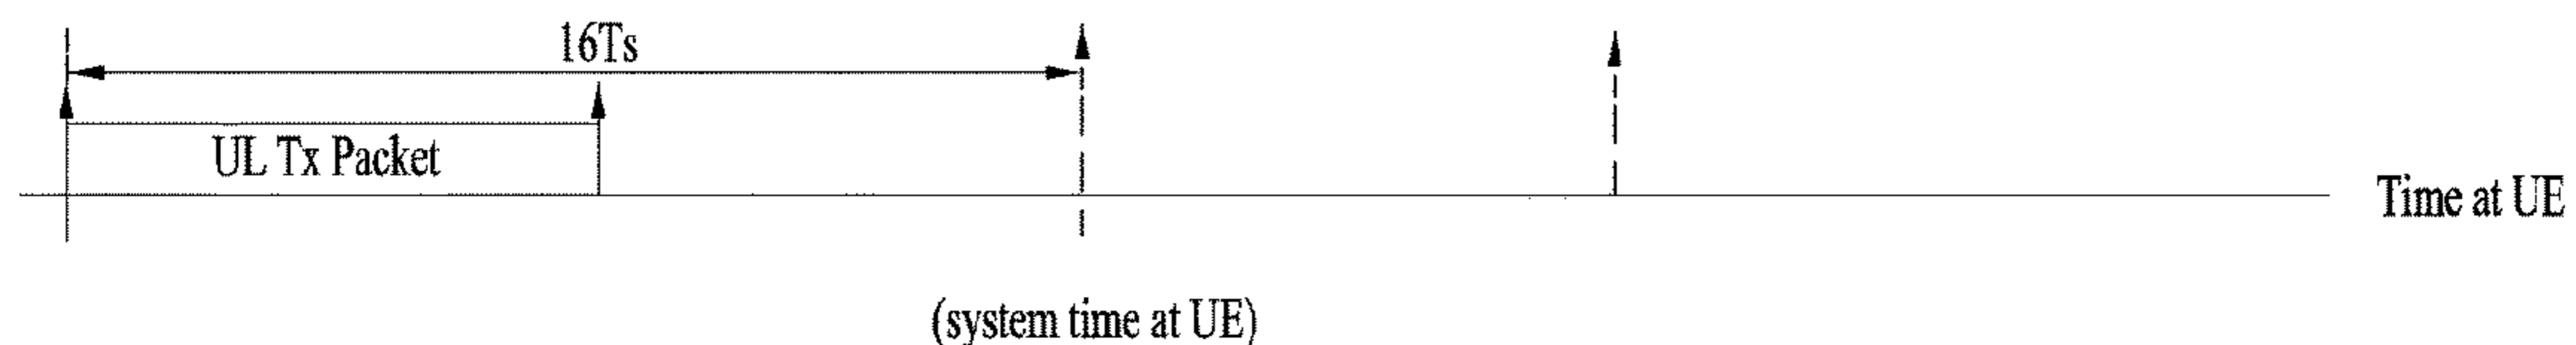 16Ts
UL Tx Packet
Time at UE
(system time at UE)